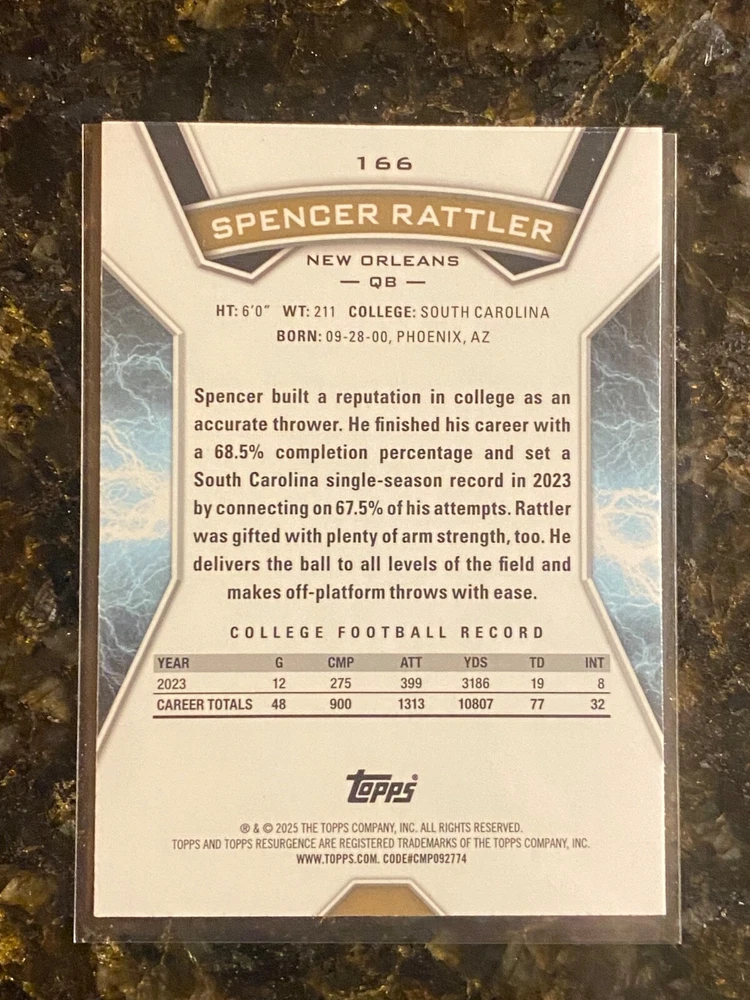 166
SPENCER RATTLER
NEW ORLEANS
— QB —
HT: 6'0" WT: 211 COLLEGE: SOUTH CAROLINA
BORN: 09-28-00, PHOENIX, AZ
Spencer built a reputation in college as an
accurate thrower. He finished his career with
a 68.5% completion percentage and set a
South Carolina single-season record in 2023
by connecting on 67.5% of his attempts. Rattler
was gifted with plenty of arm strength, too. He
delivers the ball to all levels of the field and
makes off-platform throws with ease.
COLLEGE FOOTBALL RECORD
YEAR G CMP ATT YDS TD INT
2023 12 275 399 3186 19 8
CAREER TOTALS 48 900 1313 10807 77 32
topps®
® & © 2025 THE TOPPS COMPANY, INC. ALL RIGHTS RESERVED.
TOPPS AND TOPPS RESURGENCE ARE REGISTERED TRADEMARKS OF THE TOPPS COMPANY, INC.
WWW.TOPPS.COM. CODE#CMP092774